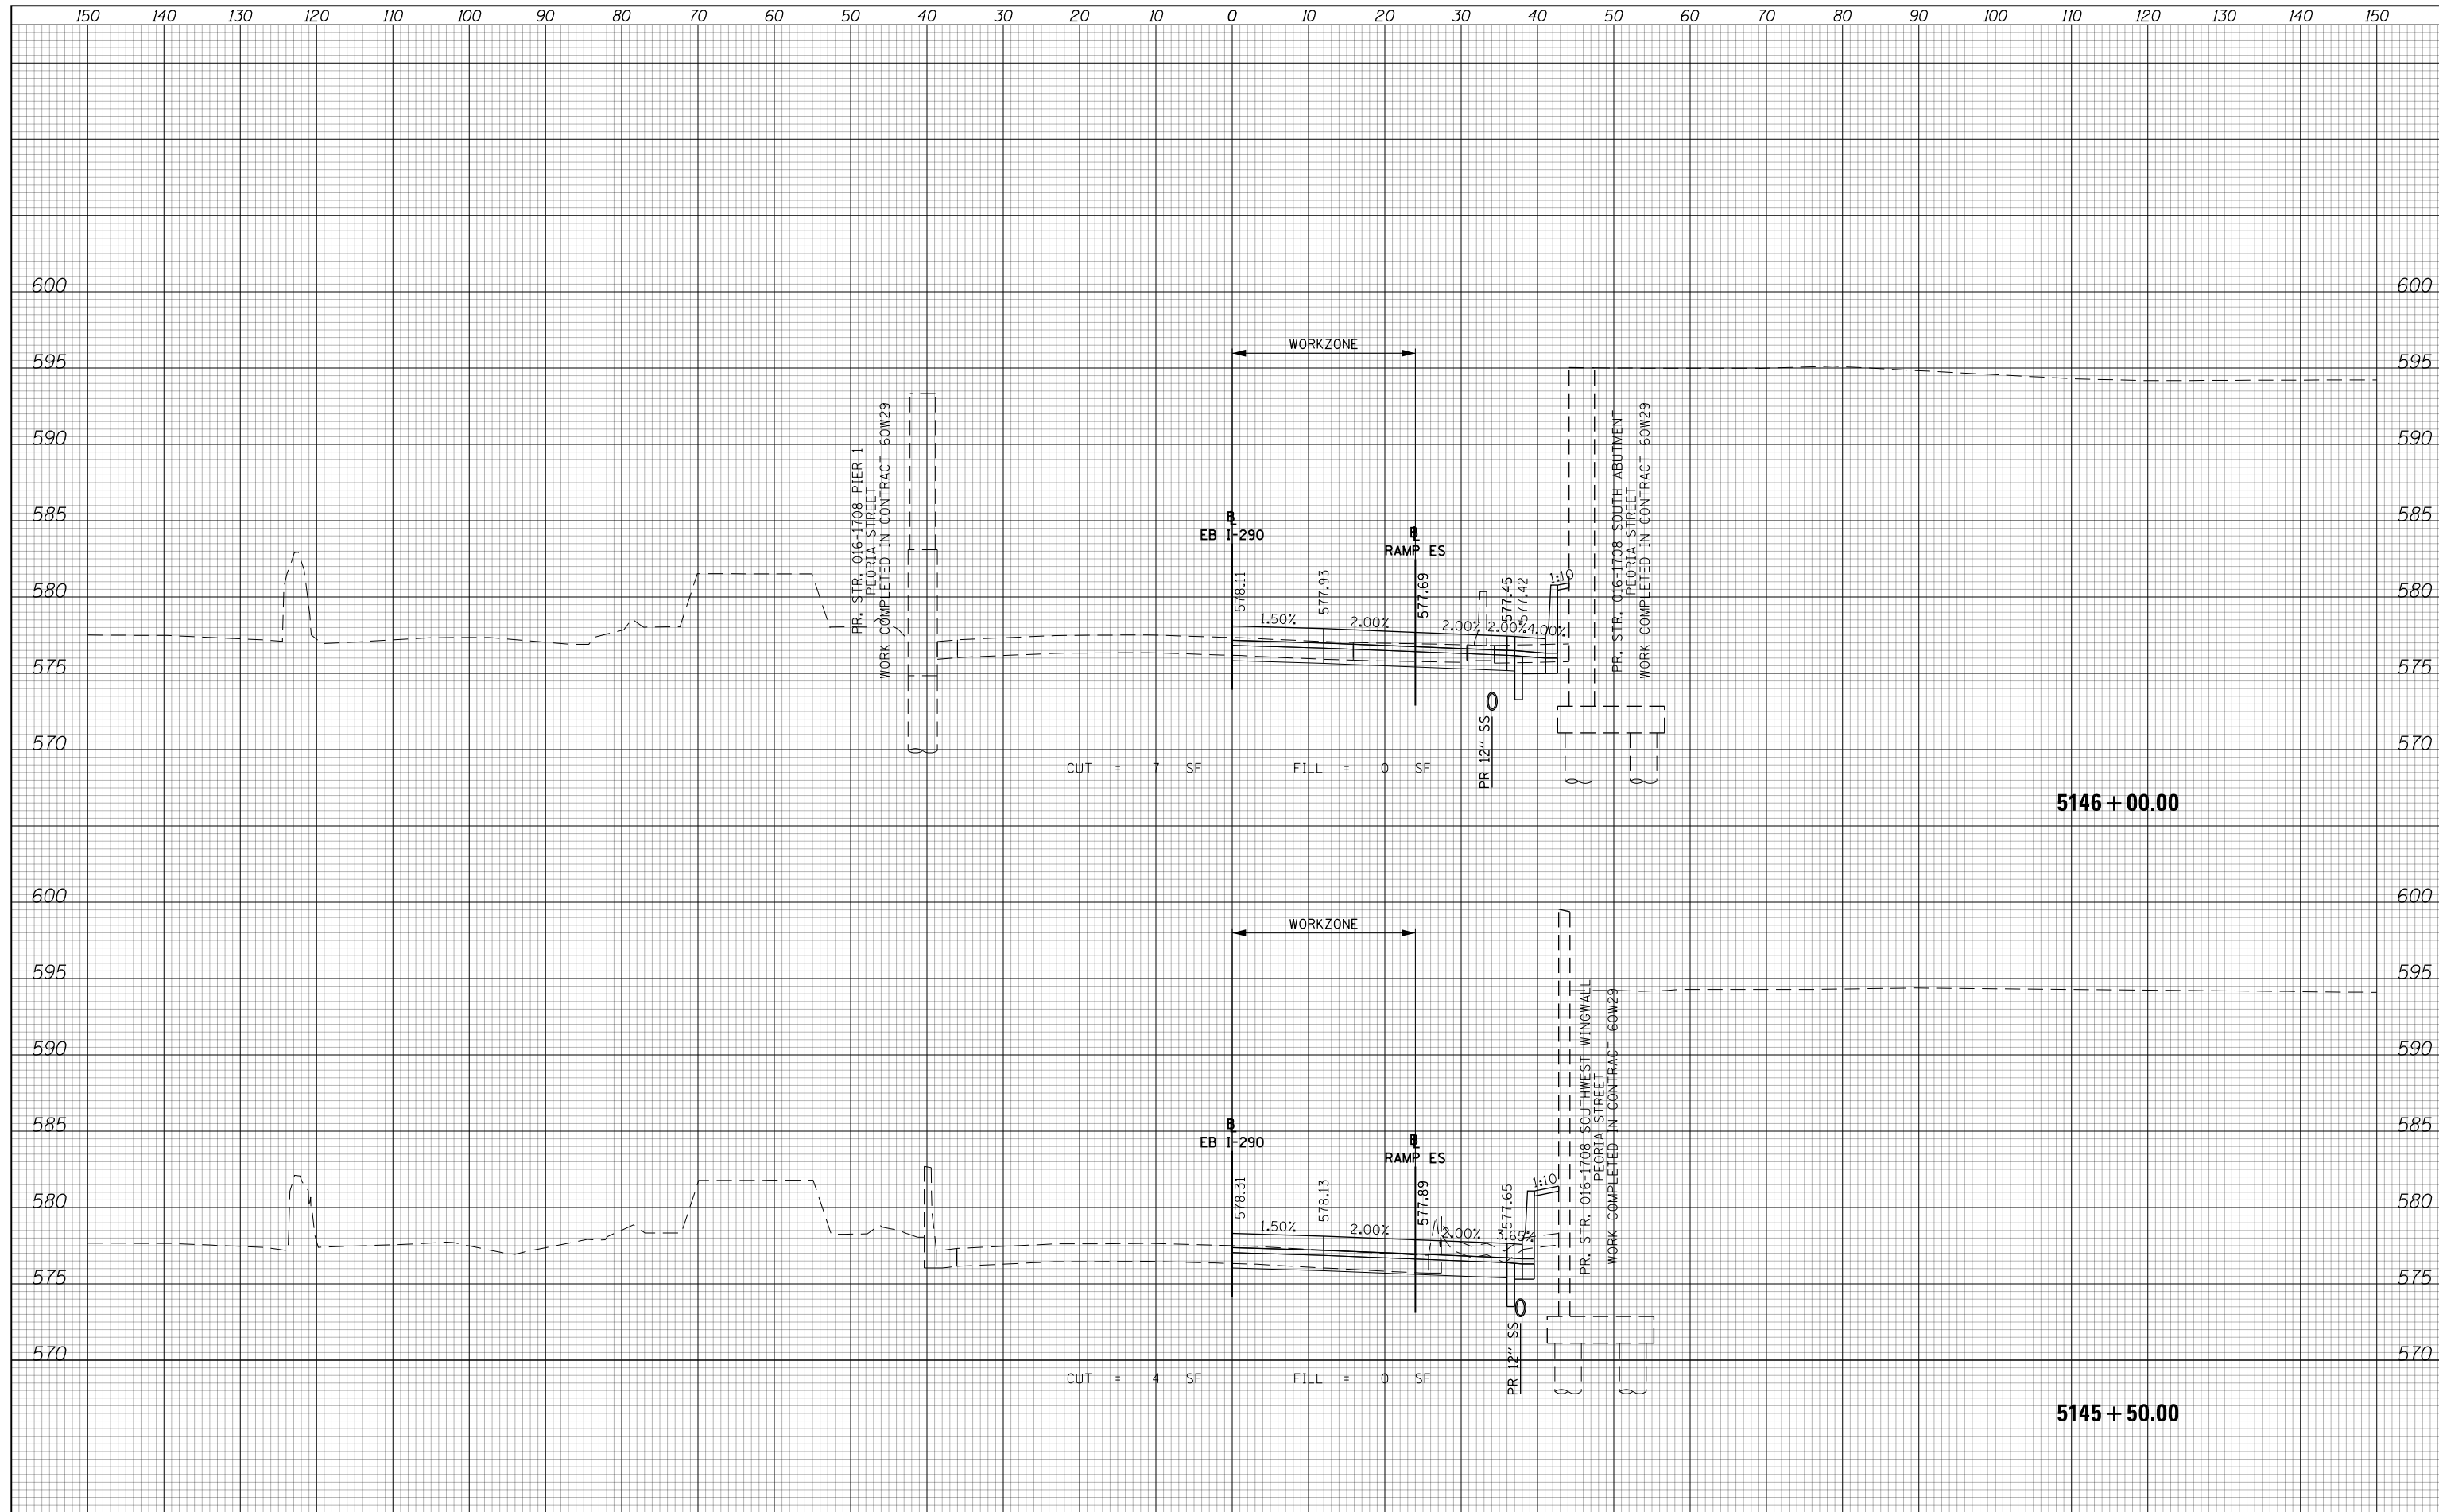 150 140 130 120 110 100 90 80 70 60 50 40 30 20 10 0 10 20 30 40 50 60 70 80 90 100 110 120 130 140 150
600 600
WORKZONE
595 595
590 590
PR. STR. 016-1708 PIER 1
PEORIA STREET
WORK COMPLETED IN CONTRACT 60W29
PR. STR. 016-1708 SOUTH ABUTMENT
PEORIA STREET
WORK COMPLETED IN CONTRACT 60W29
585 585
BL
EB I-290
BL
RAMP ES
580 580
578.11
577.93
577.69
577.45
577.42
1:10
1.50% 2.00% 2.00% 2.00% 4.00%
575 575
570 570
PR 12" SS
CUT = 7 SF FILL = 0 SF
5146+00.00
600 600
WORKZONE
595 595
590 590
PR. STR. 016-1708 SOUTHWEST WINGWALL
PEORIA STREET
WORK COMPLETED IN CONTRACT 60W29
585 585
BL
EB I-290
BL
RAMP ES
580 580
578.31
578.13
577.89
577.65
1:10
1.50% 2.00% 2.00% 3.65%
575 575
570 570
PR 12" SS
CUT = 4 SF FILL = 0 SF
5145+50.00